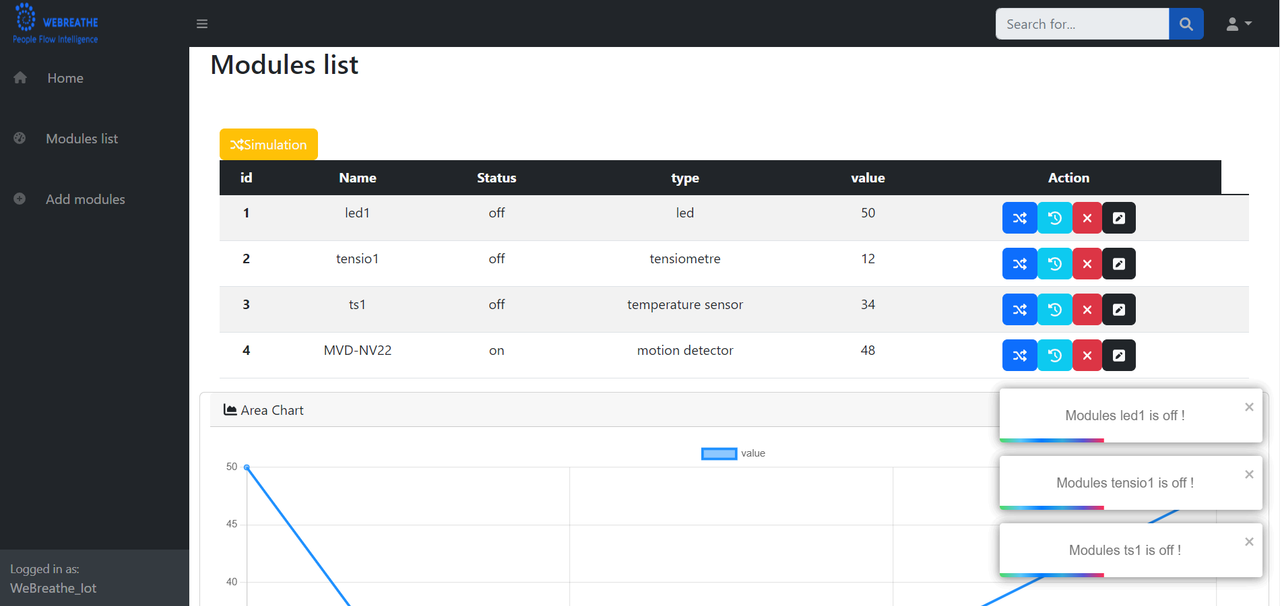 WEBREATHE
People Flow Intelligence
Search for...
Home
Modules list
Add modules
Logged in as:
WeBreathe_Iot
Modules list
Simulation
id Name Status type value Action
1 led1 off led 50
2 tensio1 off tensiometre 12
3 ts1 off temperature sensor 34
4 MVD-NV22 on motion detector 48
Area Chart
value
50
45
40
Modules led1 is off !
Modules tensio1 is off !
Modules ts1 is off !